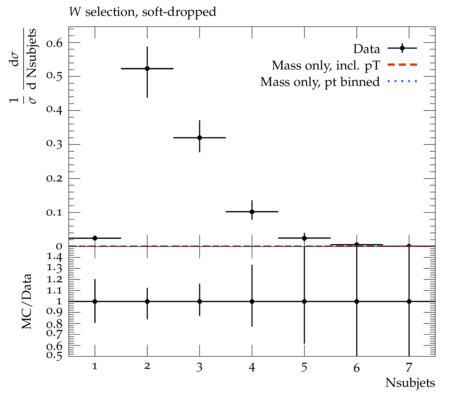 W selection, soft-dropped
1/σ dσ/d Nsubjets
0.6
0.5
0.4
0.3
0.2
0.1
0
Data
Mass only, incl. pT
Mass only, pt binned
MC/Data
1.4
1.3
1.2
1.1
1
0.9
0.8
0.7
0.6
0.5
1 2 3 4 5 6 7
Nsubjets